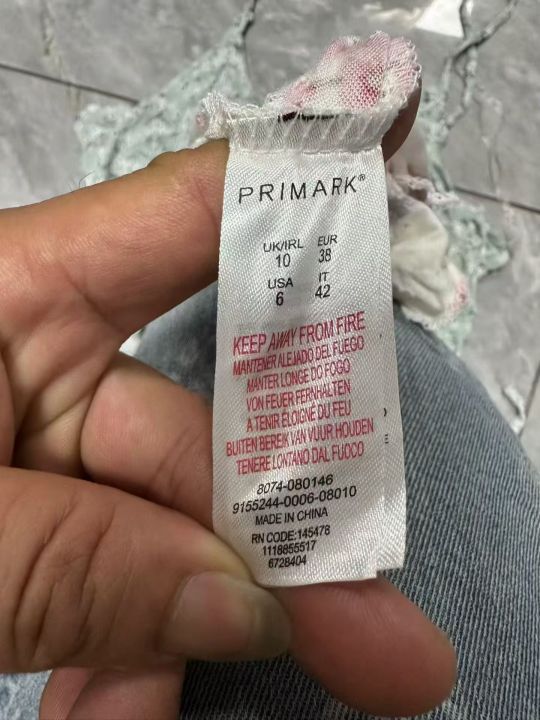 PRIMARK®
UK/IRL EUR
10 38
USA IT
6 42
KEEP AWAY FROM FIRE
MANTENER ALEJADO DEL FUEGO
MANTER LONGE DO FOGO
VON FEUER FERNHALTEN
A TENIR ÉLOIGNÉ DU FEU
BUITEN BEREIK VAN VUUR HOUDEN
TENERE LONTANO DAL FUOCO
8074-080146
9155244-0006-08010
MADE IN CHINA
RN CODE:145478
1118855517
6728404